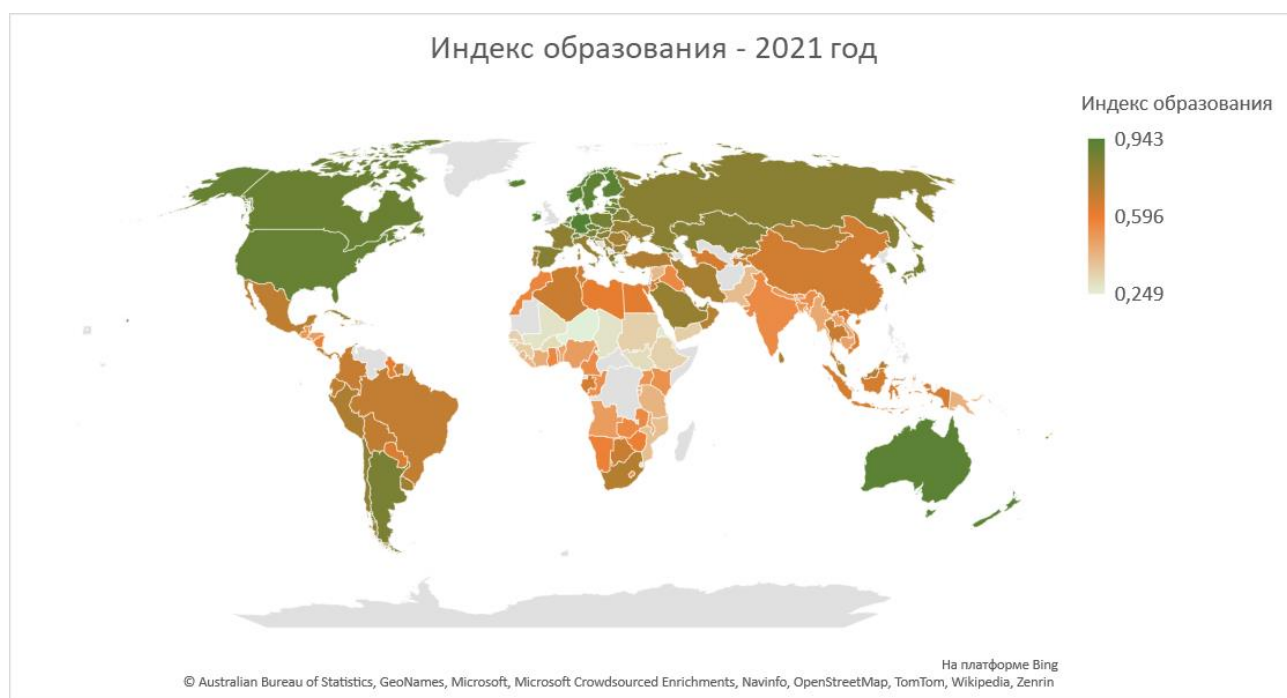 Индекс образования - 2021 год
Индекс образования
0,943
0,596
0,249
На платформе Bing
© Australian Bureau of Statistics, GeoNames, Microsoft, Microsoft Crowdsourced Enrichments, Navinfo, OpenStreetMap, TomTom, Wikipedia, Zenrin